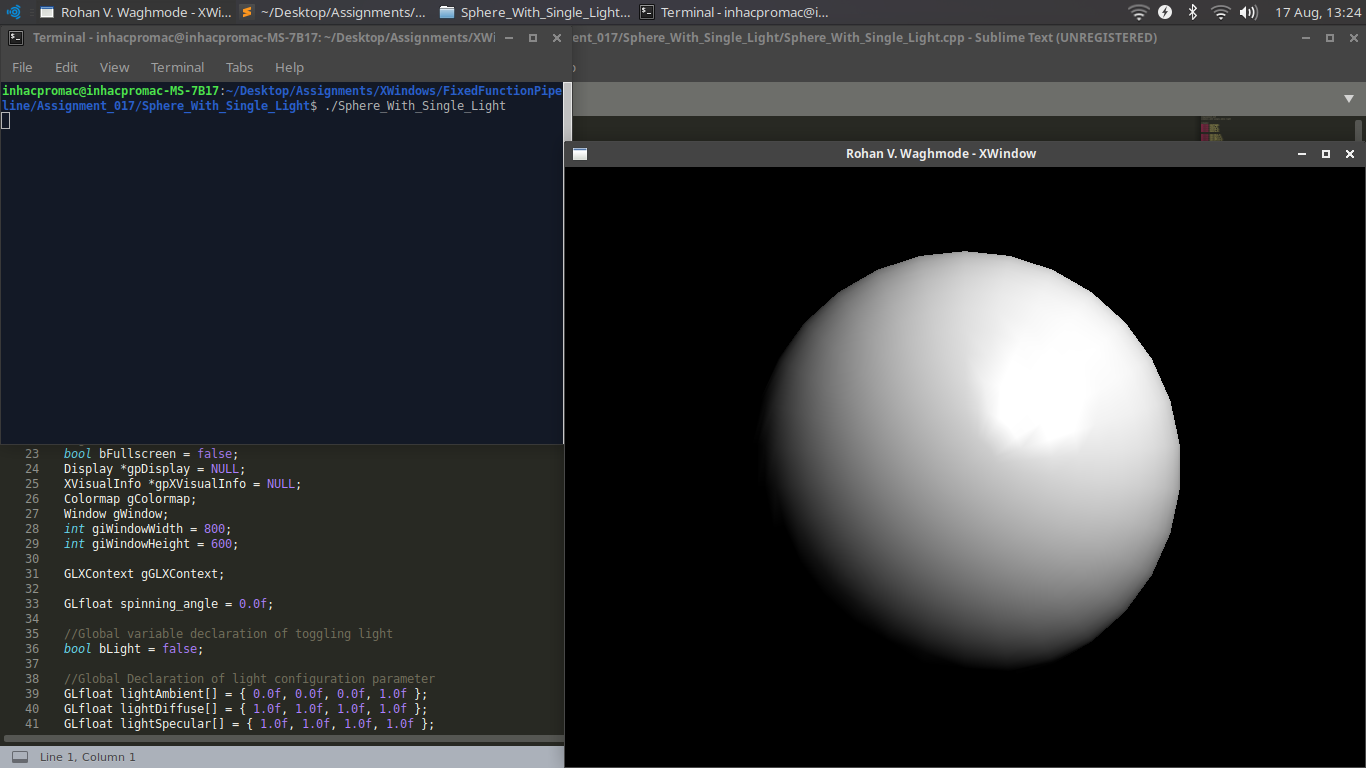 Rohan V. Waghmode - XWi...
~/Desktop/Assignments/...
Sphere_With_Single_Light...
Terminal - inhacpromac@i...
17 Aug, 13:24
Terminal - inhacpromac@inhacpromac-MS-7B17: ~/Desktop/Assignments/XWi
ent_017/Sphere_With_Single_Light/Sphere_With_Single_Light.cpp - Sublime Text (UNREGISTERED)
File Edit View Terminal Tabs Help
inhacpromac@inhacpromac-MS-7B17:~/Desktop/Assignments/XWindows/FixedFunctionPipe
line/Assignment_017/Sphere_With_Single_Light$ ./Sphere_With_Single_Light
Rohan V. Waghmode - XWindow
23 bool bFullscreen = false;
24 Display *gpDisplay = NULL;
25 XVisualInfo *gpXVisualInfo = NULL;
26 Colormap gColormap;
27 Window gWindow;
28 int giWindowWidth = 800;
29 int giWindowHeight = 600;
30
31 GLXContext gGLXContext;
32
33 GLfloat spinning_angle = 0.0f;
34
35 //Global variable declaration of toggling light
36 bool bLight = false;
37
38 //Global Declaration of light configuration parameter
39 GLfloat lightAmbient[] = { 0.0f, 0.0f, 0.0f, 1.0f };
40 GLfloat lightDiffuse[] = { 1.0f, 1.0f, 1.0f, 1.0f };
41 GLfloat lightSpecular[] = { 1.0f, 1.0f, 1.0f, 1.0f };
Line 1, Column 1